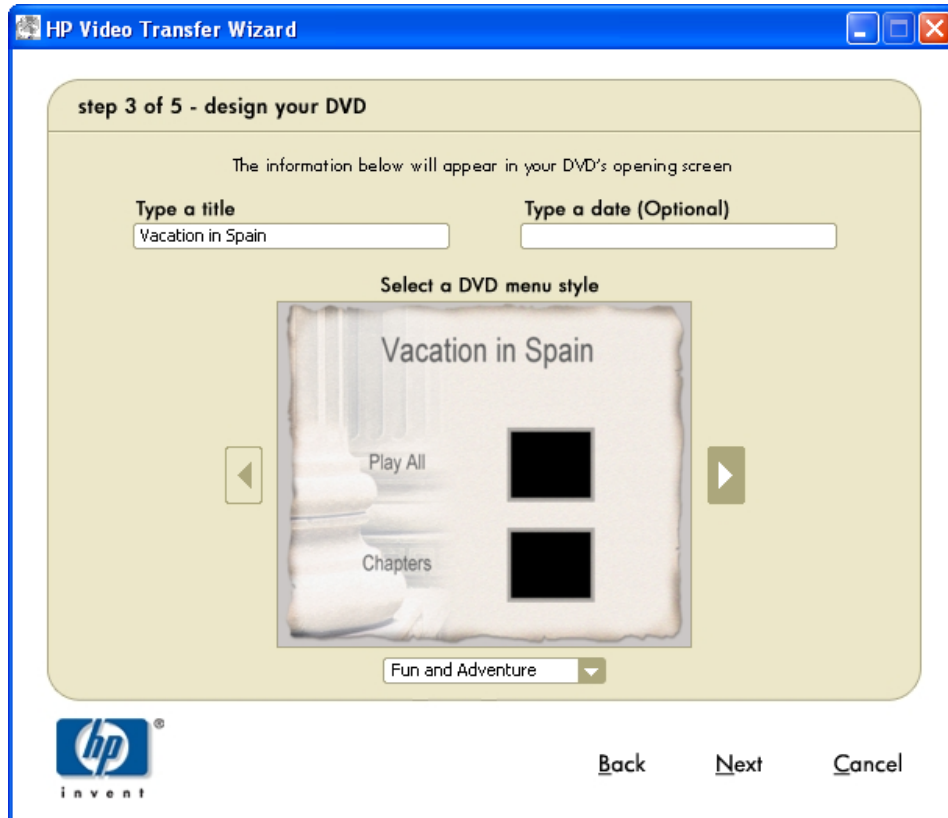 HP Video Transfer Wizard
step 3 of 5 - design your DVD
The information below will appear in your DVD's opening screen
Type a title
Type a date (Optional)
Vacation in Spain
Select a DVD menu style
Vacation in Spain
Play All
Chapters
Fun and Adventure
hp ®
invent
Back Next Cancel